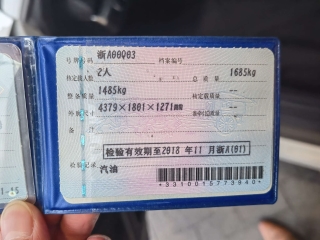 号牌号码 浙A00Q03 档案编号
核定载人数 2人 总质量 1685kg
整备质量 1485kg 核定载质量 --
外廓尺寸 4379×1801×1271mm 准牵引总质量 --
备注
检验有效期至2018年11月浙A(01)
检验记录 汽油
*3310015773940*